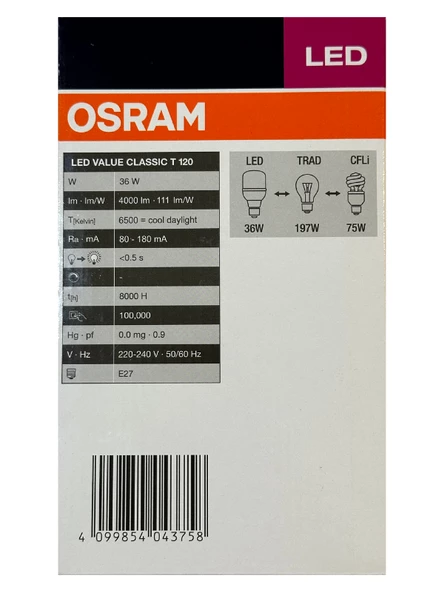 LED
OSRAM
LED VALUE CLASSIC T 120
W 36 W
lm · lm/W 4000 lm · 111 lm/W
T[Kelvin] 6500 = cool daylight
Ra · mA 80 - 180 mA
<0.5 s
-
t[h] 8000 H
100,000
Hg · pf 0.0 mg · 0.9
V · Hz 220-240 V · 50/60 Hz
E27
LED TRAD CFLi
36W 197W 75W
4 099854 043758